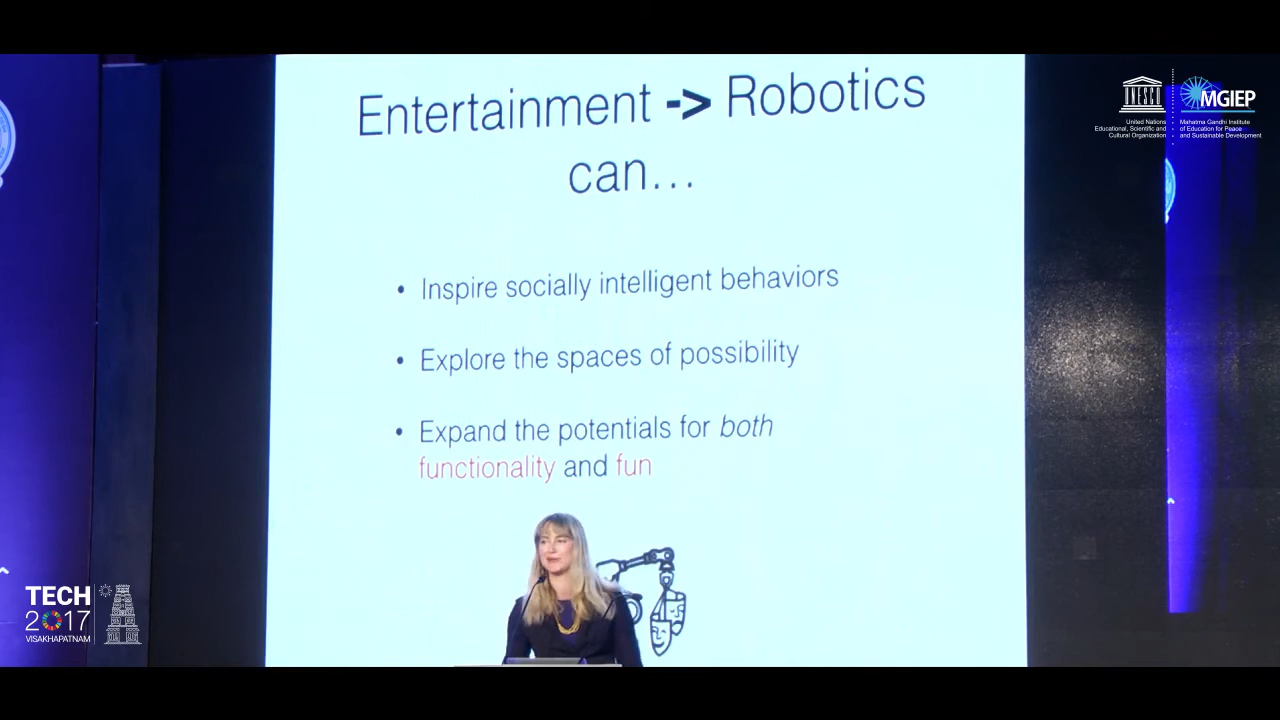 Entertainment -> Robotics
can...
• Inspire socially intelligent behaviors
• Explore the spaces of possibility
• Expand the potentials for both
functionality and fun
UNESCO
United Nations
Educational, Scientific and
Cultural Organization
MGIEP
Mahatma Gandhi Institute
of Education for Peace
and Sustainable Development
TECH
2017
VISAKHAPATNAM